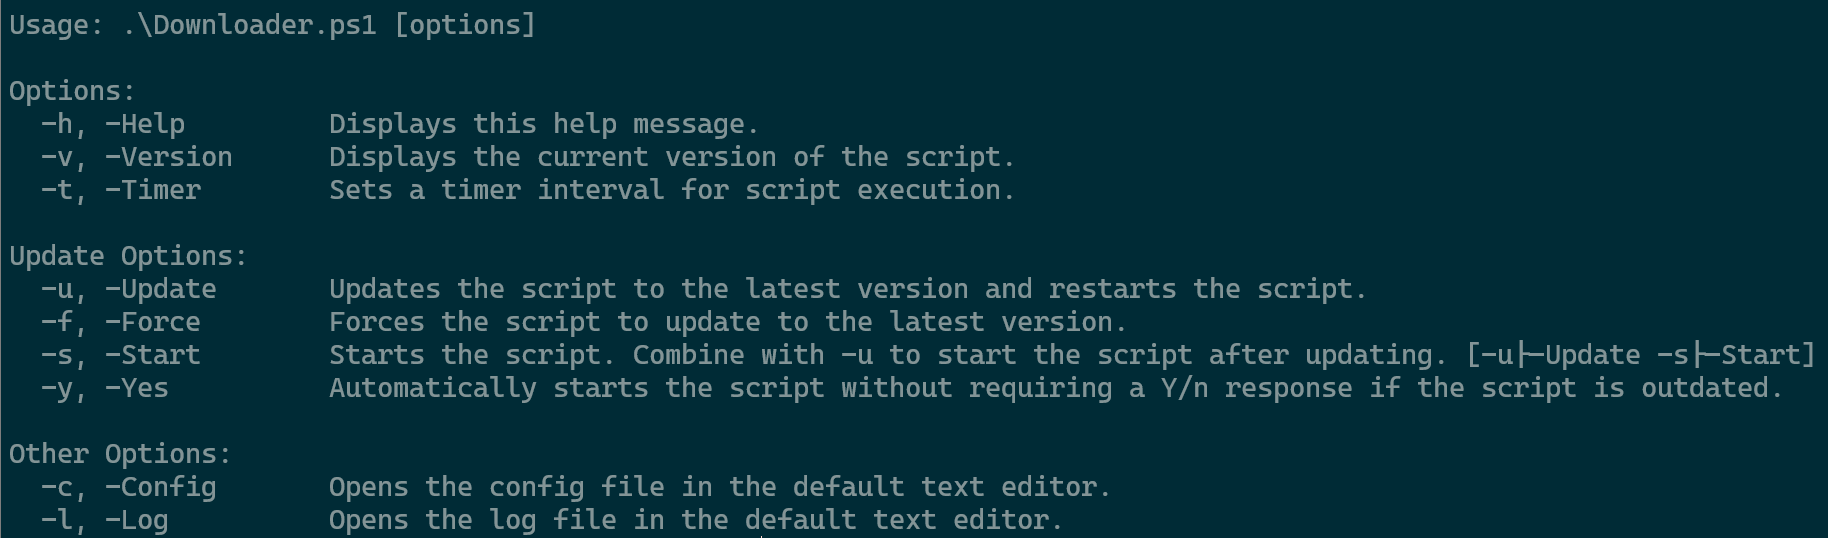 Usage: .\Downloader.ps1 [options]
Options:
-h, -Help Displays this help message.
-v, -Version Displays the current version of the script.
-t, -Timer Sets a timer interval for script execution.
Update Options:
-u, -Update Updates the script to the latest version and restarts the script.
-f, -Force Forces the script to update to the latest version.
-s, -Start Starts the script. Combine with -u to start the script after updating. [-u|-Update -s|-Start]
-y, -Yes Automatically starts the script without requiring a Y/n response if the script is outdated.
Other Options:
-c, -Config Opens the config file in the default text editor.
-l, -Log Opens the log file in the default text editor.